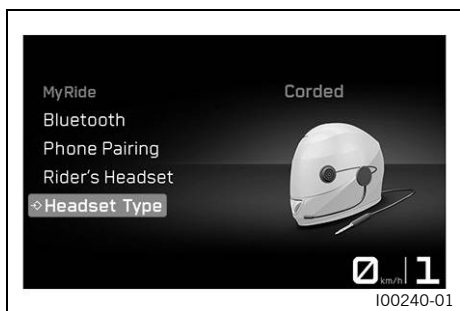 MyRide
Corded
Bluetooth
Phone Pairing
Rider's Headset
Headset Type
0 km/h 1
I00240-01